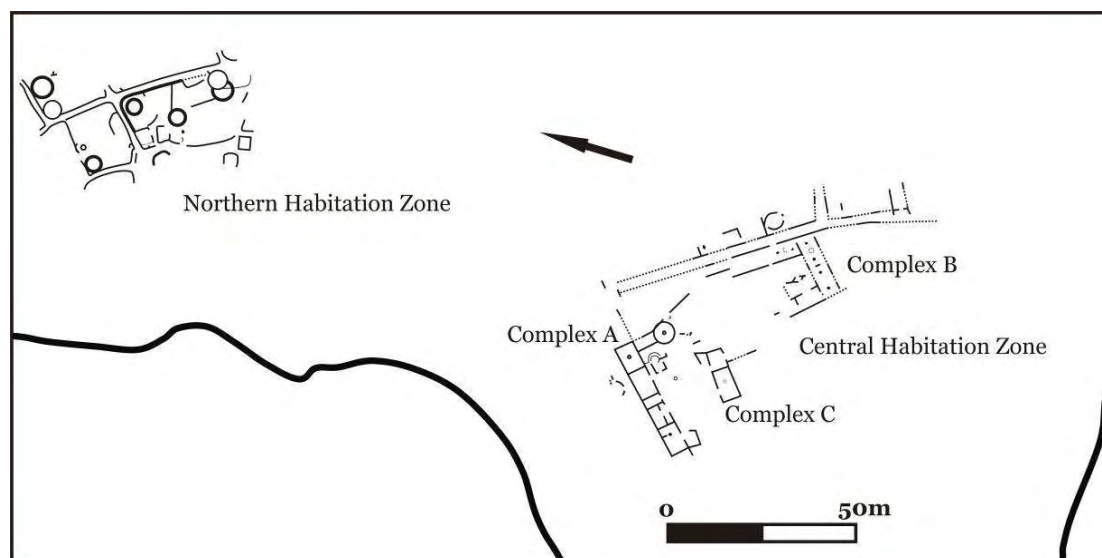 Northern Habitation Zone
Complex B
Complex A
Central Habitation Zone
Complex C
0 50m